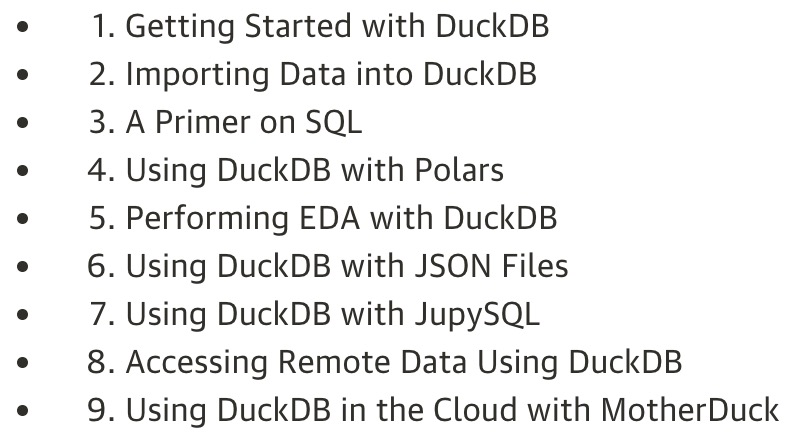 • 1. Getting Started with DuckDB
• 2. Importing Data into DuckDB
• 3. A Primer on SQL
• 4. Using DuckDB with Polars
• 5. Performing EDA with DuckDB
• 6. Using DuckDB with JSON Files
• 7. Using DuckDB with JupySQL
• 8. Accessing Remote Data Using DuckDB
• 9. Using DuckDB in the Cloud with MotherDuck